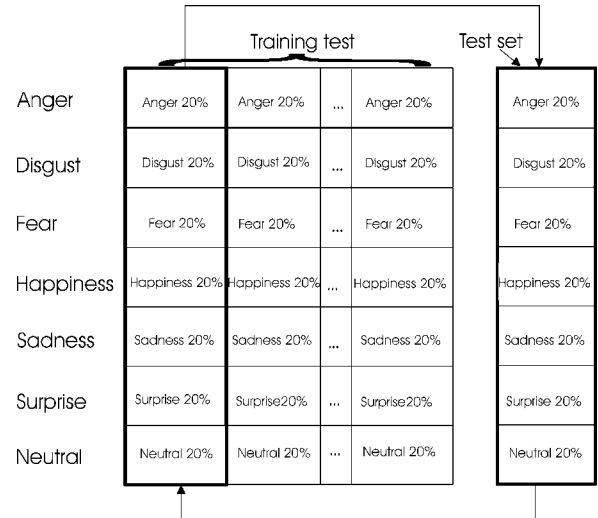 Training test
Test set
Anger Anger 20% Anger 20% ... Anger 20% Anger 20%
Disgust Disgust 20% Disgust 20% ... Disgust 20% Disgust 20%
Fear Fear 20% Fear 20% ... Fear 20% Fear 20%
Happiness Happiness 20% Happiness 20% ... Happiness 20% Happiness 20%
Sadness Sadness 20% Sadness 20% ... Sadness 20% Sadness 20%
Surprise Surprise 20% Surprise20% ... Surprise20% Surprise 20%
Neutral Neutral 20% Neutral 20% ... Neutral 20% Neutral 20%